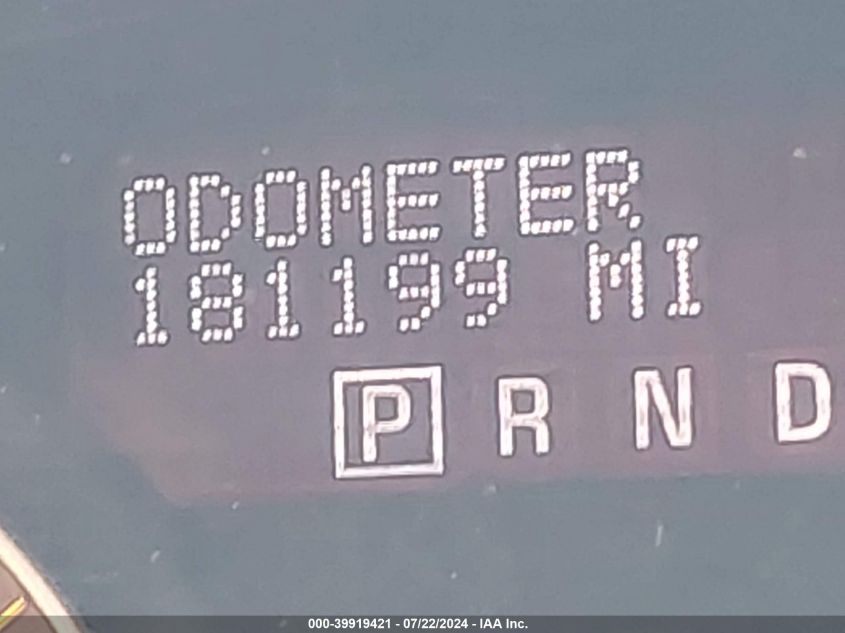 ODOMETER
181199 MI
P R N D
000-39919421 - 07/22/2024 - IAA Inc.